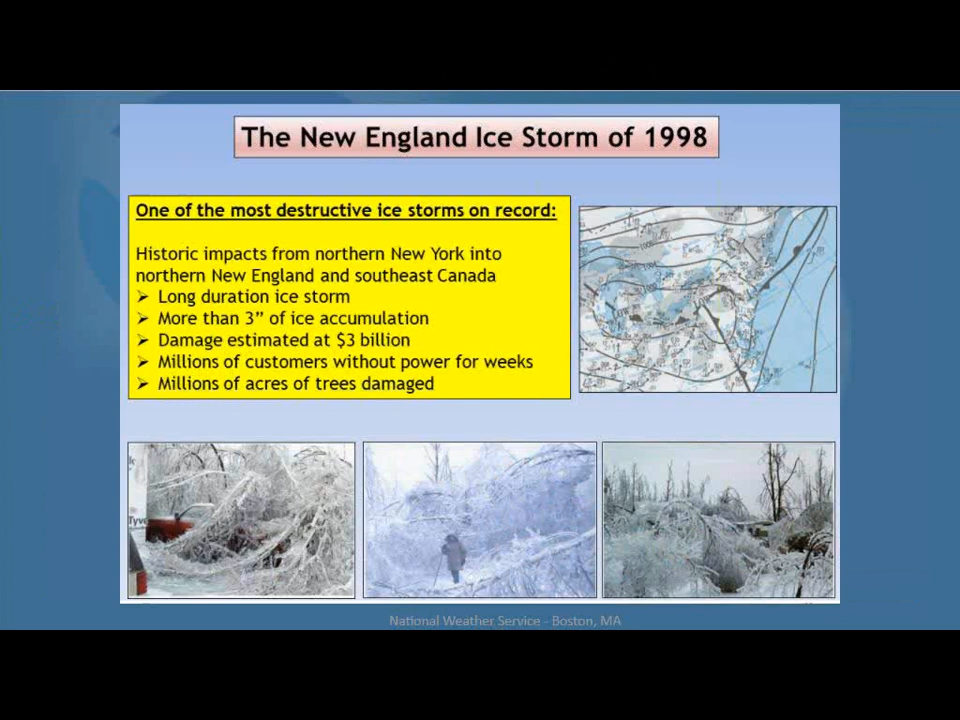 The New England Ice Storm of 1998
One of the most destructive ice storms on record:
Historic impacts from northern New York into
northern New England and southeast Canada
➢ Long duration ice storm
➢ More than 3” of ice accumulation
➢ Damage estimated at $3 billion
➢ Millions of customers without power for weeks
➢ Millions of acres of trees damaged
National Weather Service - Boston, MA